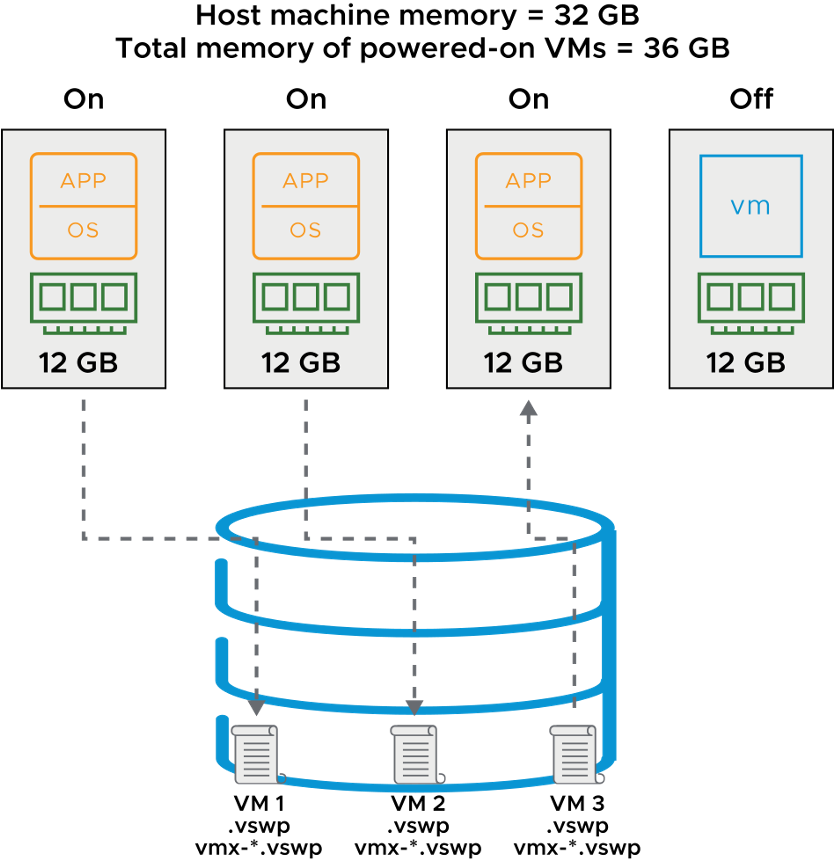 Host machine memory = 32 GB
Total memory of powered-on VMs = 36 GB
On
On
On
Off
APP
OS
12 GB
APP
OS
12 GB
APP
OS
12 GB
vm
12 GB
VM 1
.vswp
vmx-*.vswp
VM 2
.vswp
vmx-*.vswp
VM 3
.vswp
vmx-*.vswp